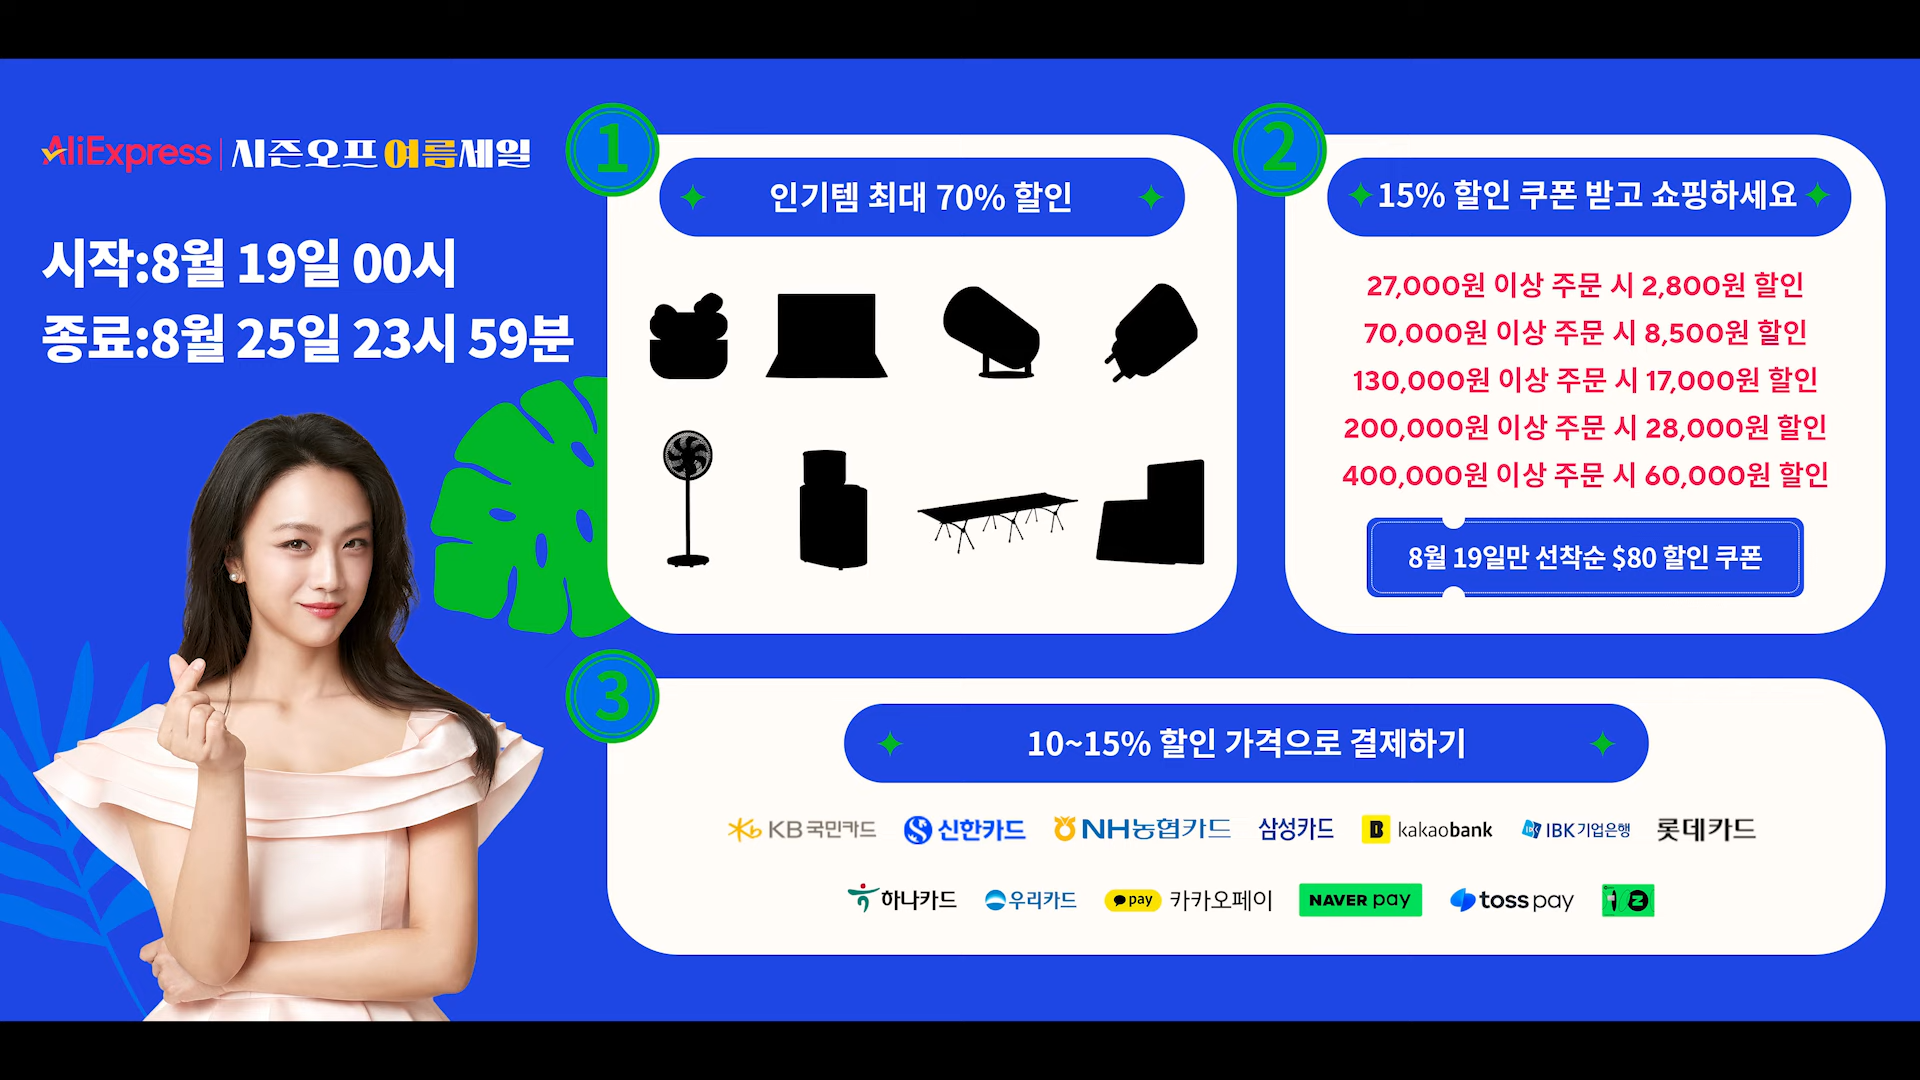 AliExpress | 시즌오프 여름세일
시작:8월 19일 00시
종료:8월 25일 23시 59분
1
인기템 최대 70% 할인
2
15% 할인 쿠폰 받고 쇼핑하세요
27,000원 이상 주문 시 2,800원 할인
70,000원 이상 주문 시 8,500원 할인
130,000원 이상 주문 시 17,000원 할인
200,000원 이상 주문 시 28,000원 할인
400,000원 이상 주문 시 60,000원 할인
8월 19일만 선착순 $80 할인 쿠폰
3
10~15% 할인 가격으로 결제하기
KB국민카드 신한카드 NH농협카드 삼성카드 kakaobank IBK기업은행 롯데카드
하나카드 우리카드 pay 카카오페이 NAVER pay toss pay